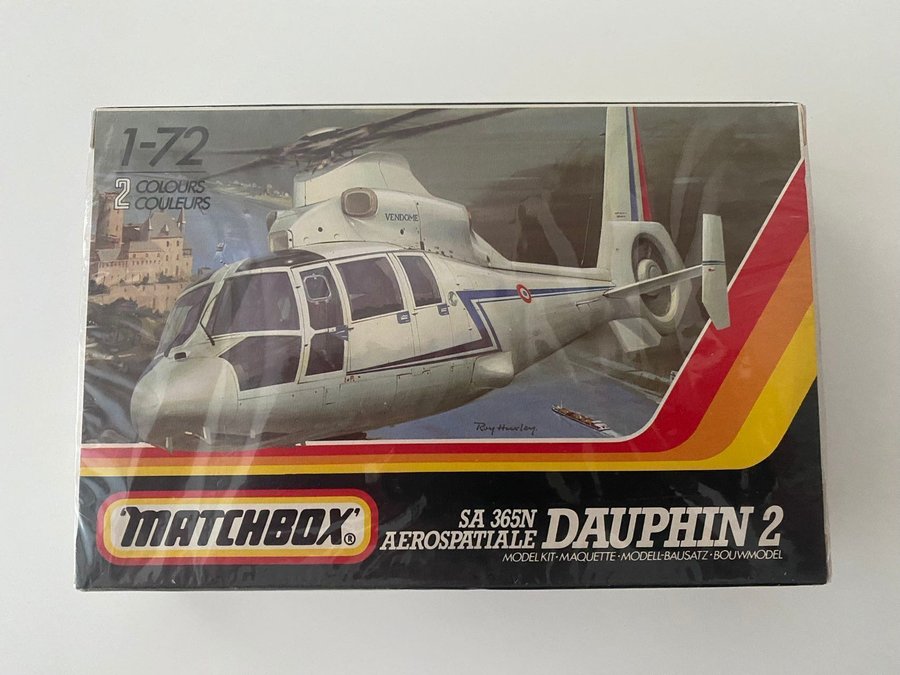 1-72
2 COLOURS
COULEURS
VENDOME
Roy Huxley.
'MATCHBOX'®
SA 365N
AEROSPATIALE
DAUPHIN 2
MODEL KIT · MAQUETTE · MODELL-BAUSATZ · BOUWMODEL